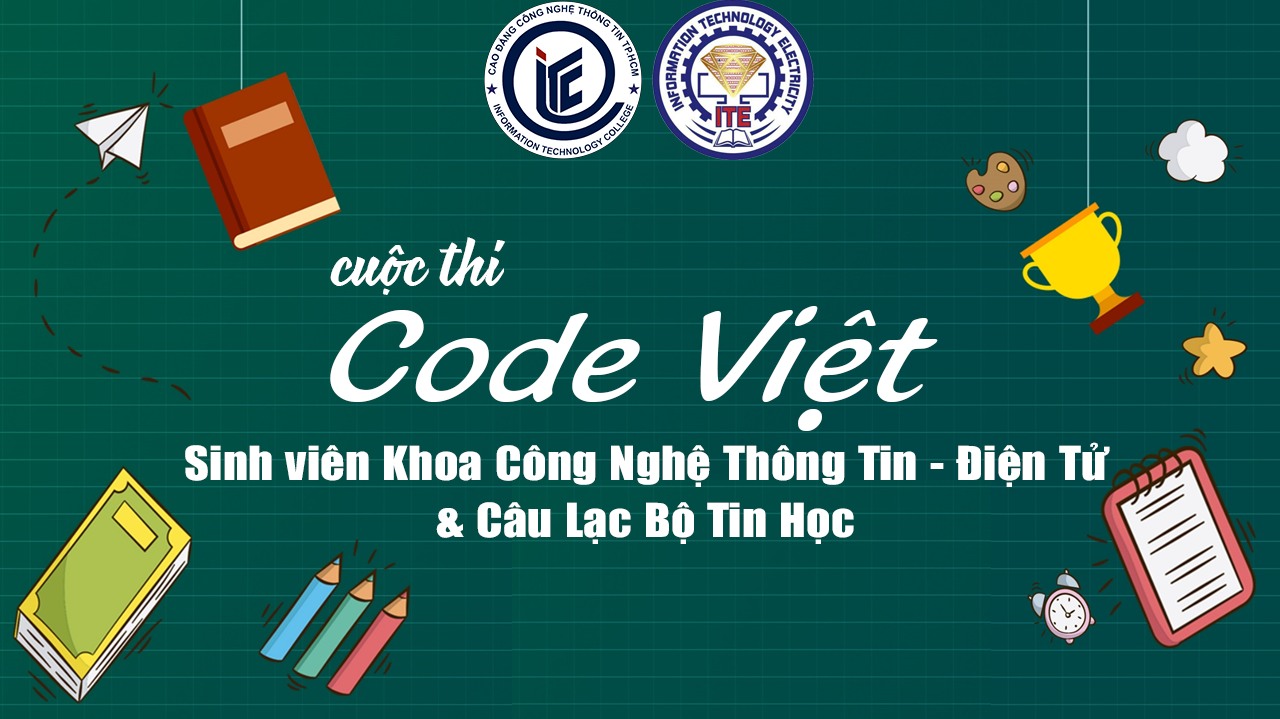 CAO ĐẲNG CÔNG NGHỆ THÔNG TIN TP.HCM
INFORMATION TECHNOLOGY COLLEGE
iTC
INFORMATION TECHNOLOGY ELECTRICITY
ITE
cuộc thi
Code Việt
Sinh viên Khoa Công Nghệ Thông Tin - Điện Tử
& Câu Lạc Bộ Tin Học